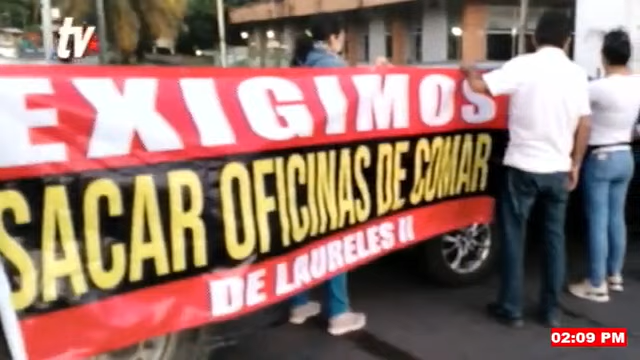 tv
EXIGIMOS
SACAR OFICINAS DE COMAR
DE LAURELES II
02:09 PM